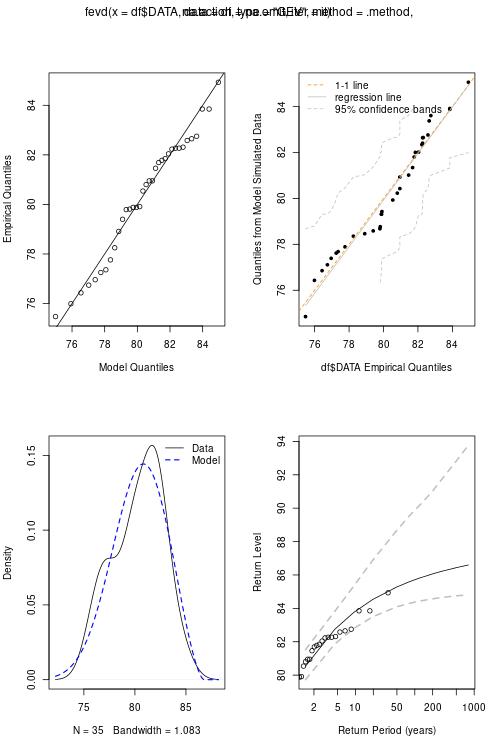 fevd(x = df$DATA, method = .method,
84
82
80
78
76
Empirical Quantiles
76 78 80 82 84
Model Quantiles
1-1 line
regression line
95% confidence bands
84
82
80
78
76
Quantiles from Model Simulated Data
76 78 80 82 84
df$DATA Empirical Quantiles
Data
Model
0.15
0.10
0.05
0.00
Density
75 80 85
N = 35 Bandwidth = 1.083
94
92
90
88
86
84
82
80
Return Level
2 5 10 50 200 1000
Return Period (years)